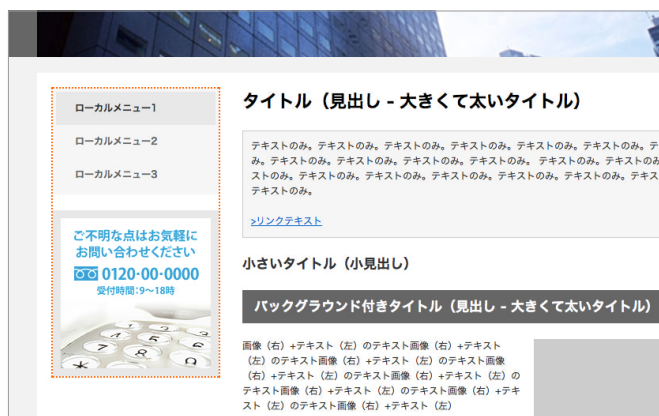 ローカルメニュー1
ローカルメニュー2
ローカルメニュー3
ご不明な点はお気軽に
お問い合わせください
0120-00-0000
受付時間:9〜18時
タイトル（見出し - 大きくて太いタイトル）
テキストのみ。テキストのみ。テキストのみ。テキストのみ。テキストのみ。テキストのみ。テ
み。テキストのみ。テキストのみ。テキストのみ。 テキストのみ。テキストのみ
ストのみ。テキストのみ。テキストのみ。テキストのみ。テキストのみ。テキストのみ。テキス
テキストのみ。
>リンクテキスト
小さいタイトル（小見出し）
バックグラウンド付きタイトル（見出し - 大きくて太いタイトル）
画像（右）+テキスト（左）のテキスト画像（右）+テキスト
（左）のテキスト画像（右）+テキスト（左）のテキスト画像
（右）+テキスト（左）のテキスト画像（右）+テキスト（左）の
テキスト画像（右）+テキスト（左）のテキスト画像（右）+テキ
スト（左）のテキスト画像（右）+テキスト（左）